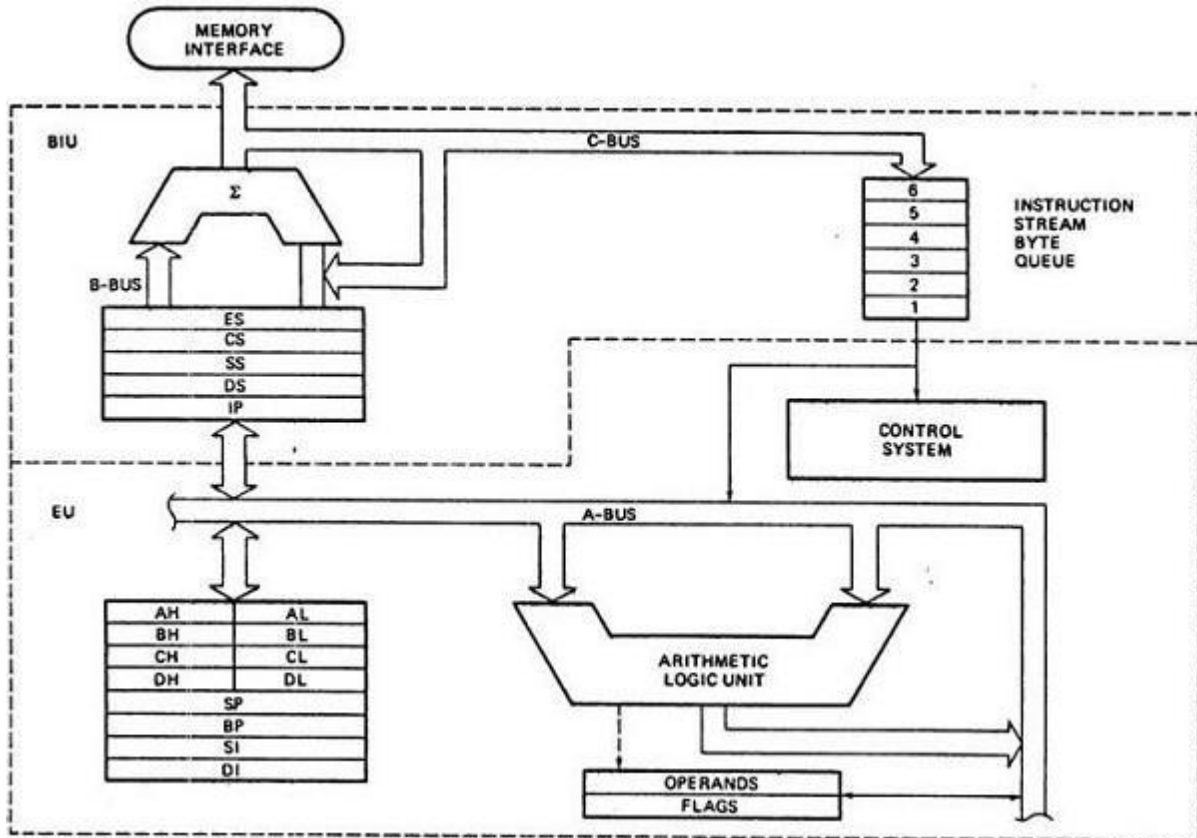 MEMORY
INTERFACE
BIU
C-BUS
Σ
6
5
4
3
2
1
INSTRUCTION
STREAM
BYTE
QUEUE
B-BUS
ES
CS
SS
DS
IP
CONTROL
SYSTEM
EU
A-BUS
AH AL
BH BL
CH CL
DH DL
SP
BP
SI
DI
ARITHMETIC
LOGIC UNIT
OPERANDS
FLAGS